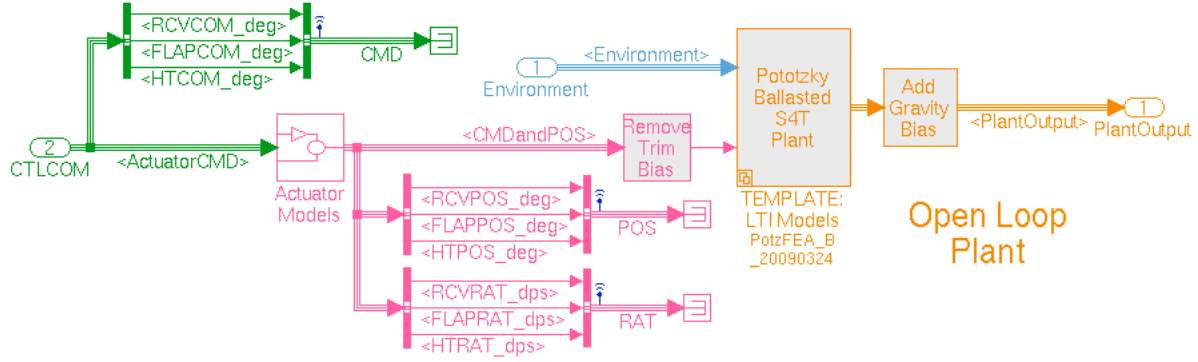 <RCVCOM_deg>
<FLAPCOM_deg>
<HTCOM_deg>
CMD
1
Environment
<Environment>
Pototzky
Ballasted
S4T
Plant
Add
Gravity
Bias
<PlantOutput>
1
PlantOutput
2
CTLCOM
<ActuatorCMD>
Actuator
Models
<CMDandPOS>
Remove
Trim
Bias
<RCVPOS_deg>
<FLAPPOS_deg>
<HTPOS_deg>
POS
TEMPLATE:
LTI Models
PotzFEA_B
_20090324
Open Loop
Plant
<RCVRAT_dps>
<FLAPRAT_dps>
<HTRAT_dps>
RAT